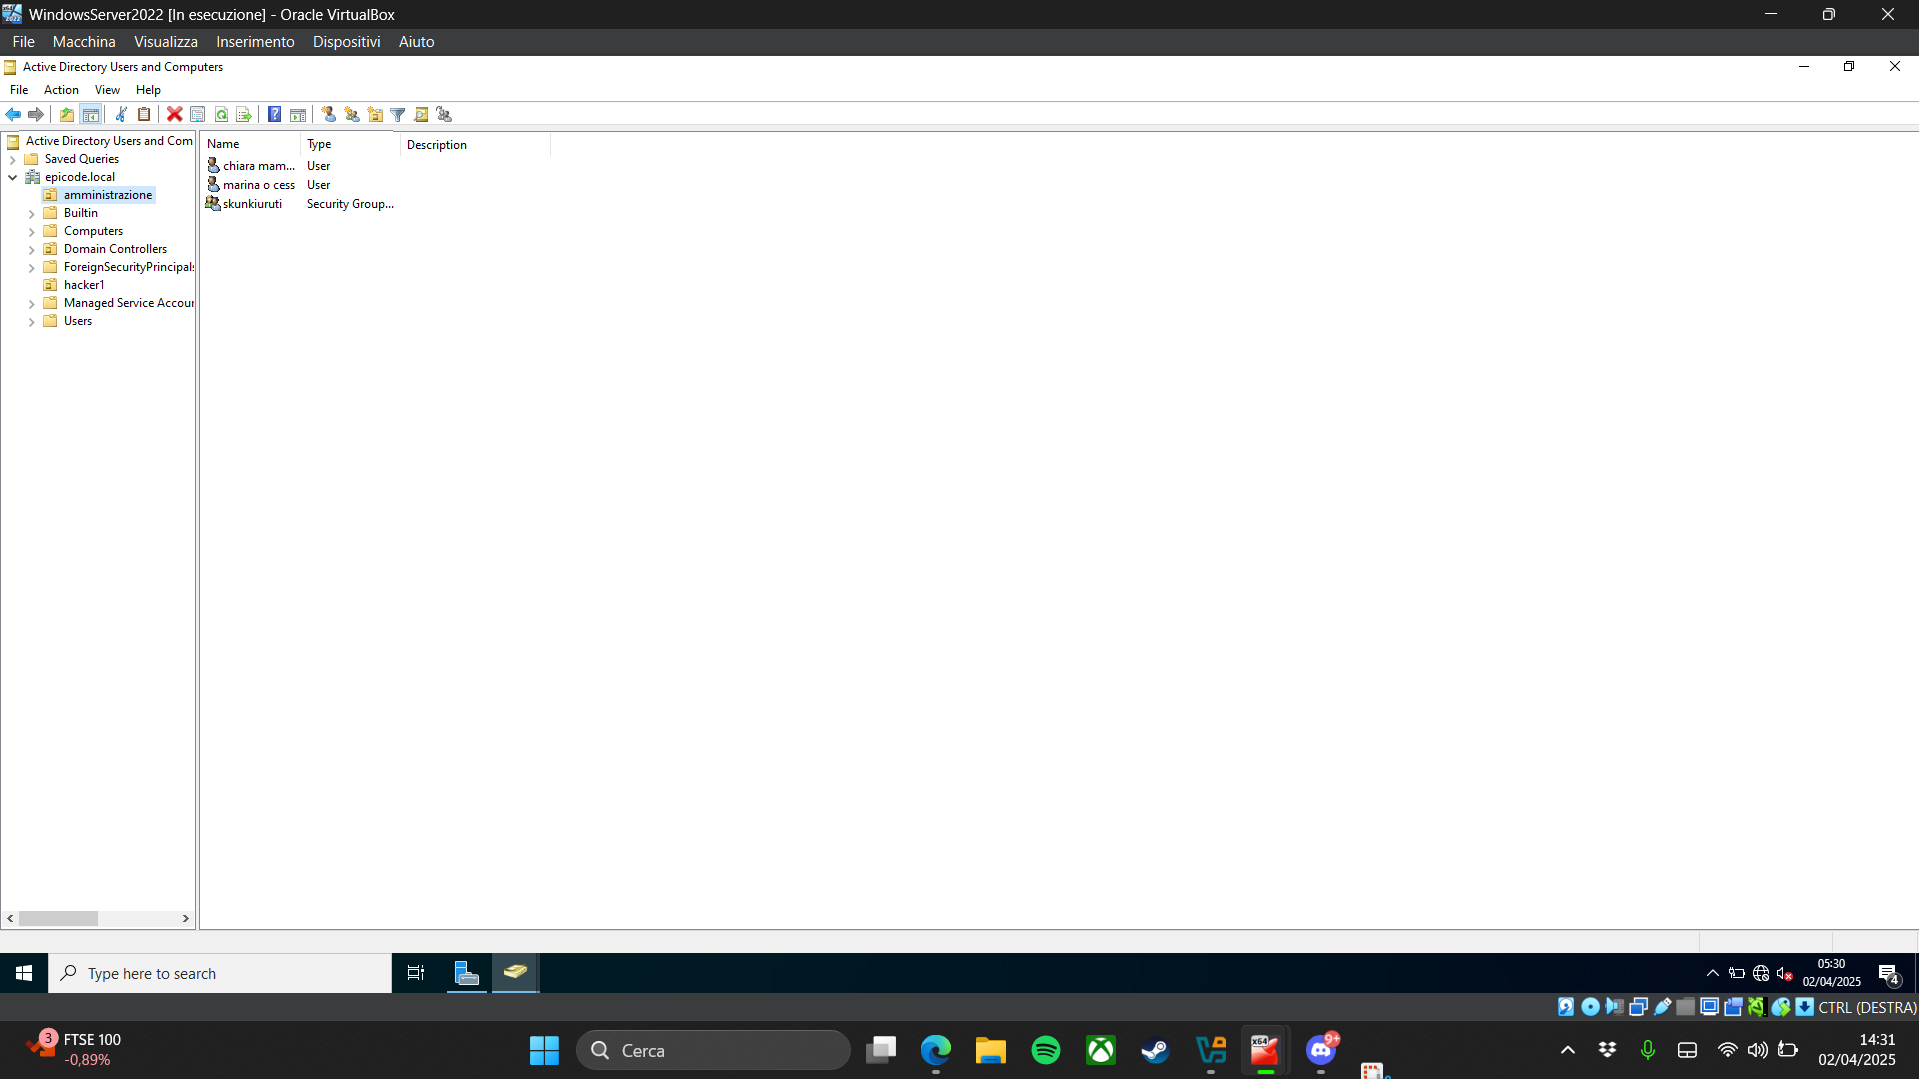 WindowsServer2022 [In esecuzione] - Oracle VirtualBox
File Macchina Visualizza Inserimento Dispositivi Aiuto
Active Directory Users and Computers
File Action View Help
Active Directory Users and Com
Saved Queries
epicode.local
amministrazione
Builtin
Computers
Domain Controllers
ForeignSecurityPrincipals
hacker1
Managed Service Accour
Users
Name Type Description
chiara mam... User
marina o cess User
skunkiuruti Security Group...
Type here to search
05:30
02/04/2025
4
CTRL (DESTRA)
3
FTSE 100
-0,89%
Cerca
x64
9+
14:31
02/04/2025